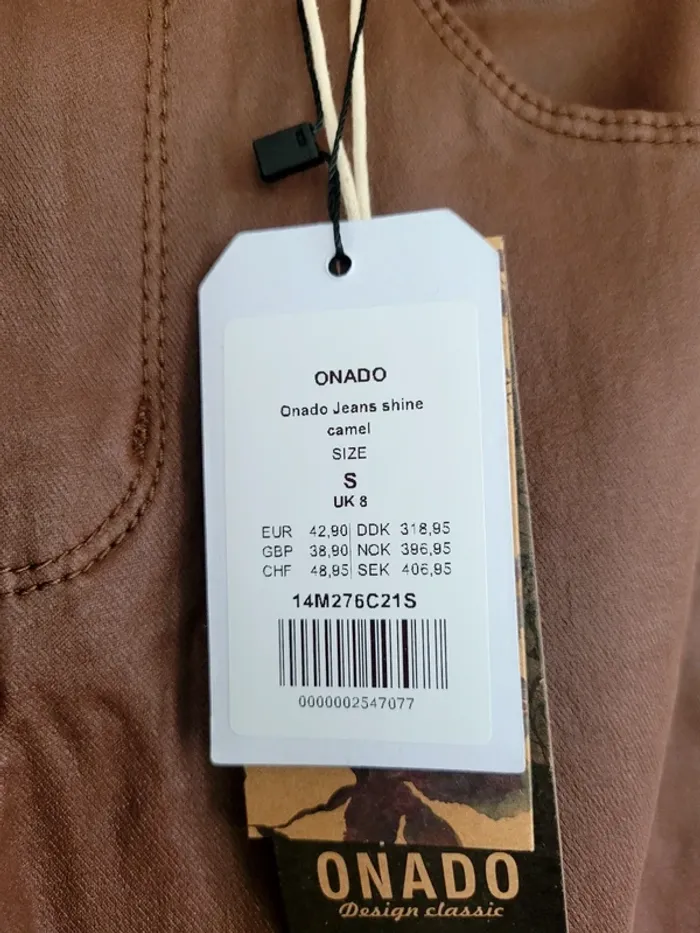 ONADO
Onado Jeans shine
camel
SIZE
S
UK 8
EUR 42,90 DDK 318,95
GBP 38,90 NOK 396,95
CHF 48,95 SEK 406,95
14M276C21S
0000002547077
ONADO
Design classic